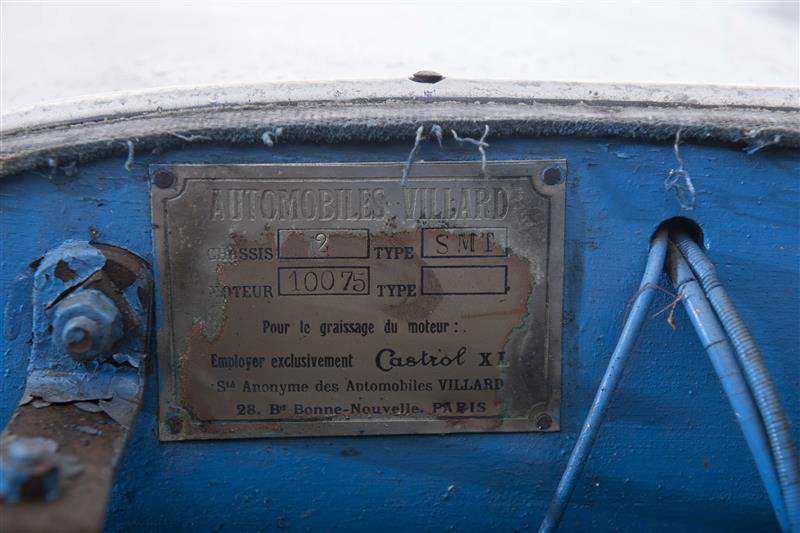 AUTOMOBILES VILLARD
CHASSIS 2 TYPE SMT
MOTEUR 10075 TYPE
Pour le graissage du moteur :
Employer exclusivement Castrol XL
Sté Anonyme des Automobiles VILLARD
28, Bd Bonne-Nouvelle, PARIS